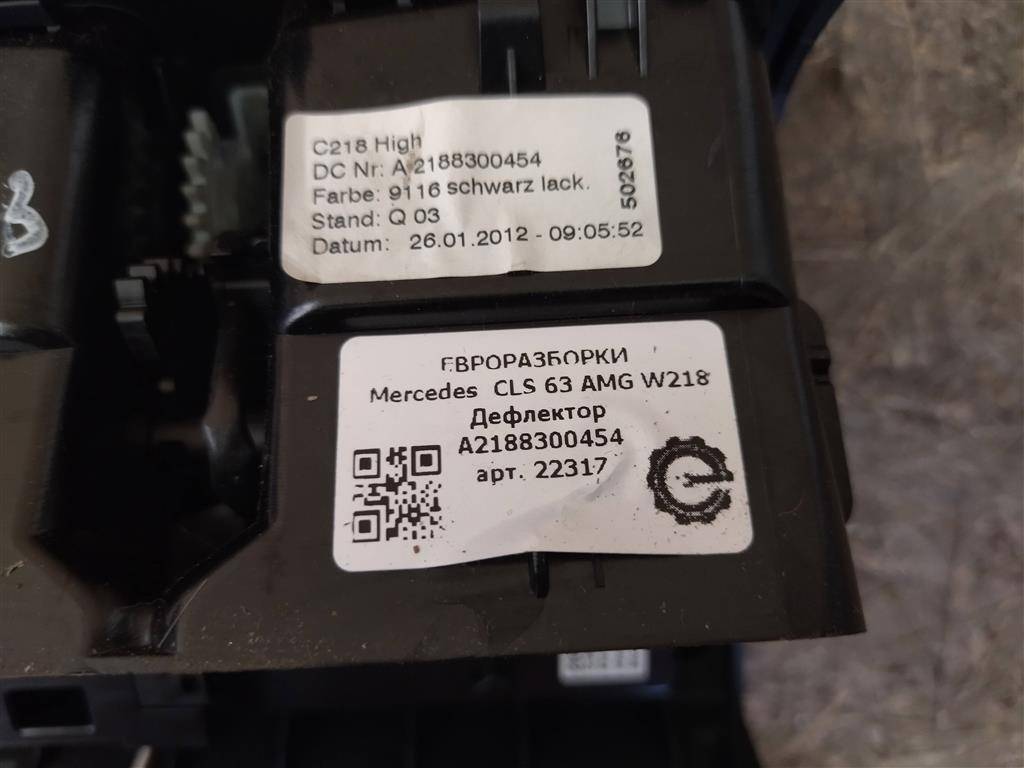 C218 High
DC Nr: A 2188300454
Farbe: 9116 schwarz lack.
Stand: Q 03
Datum: 26.01.2012 - 09:05:52
502676
ЕВРОРАЗБОРКИ
Mercedes CLS 63 AMG W218
Дефлектор
A2188300454
арт. 22317